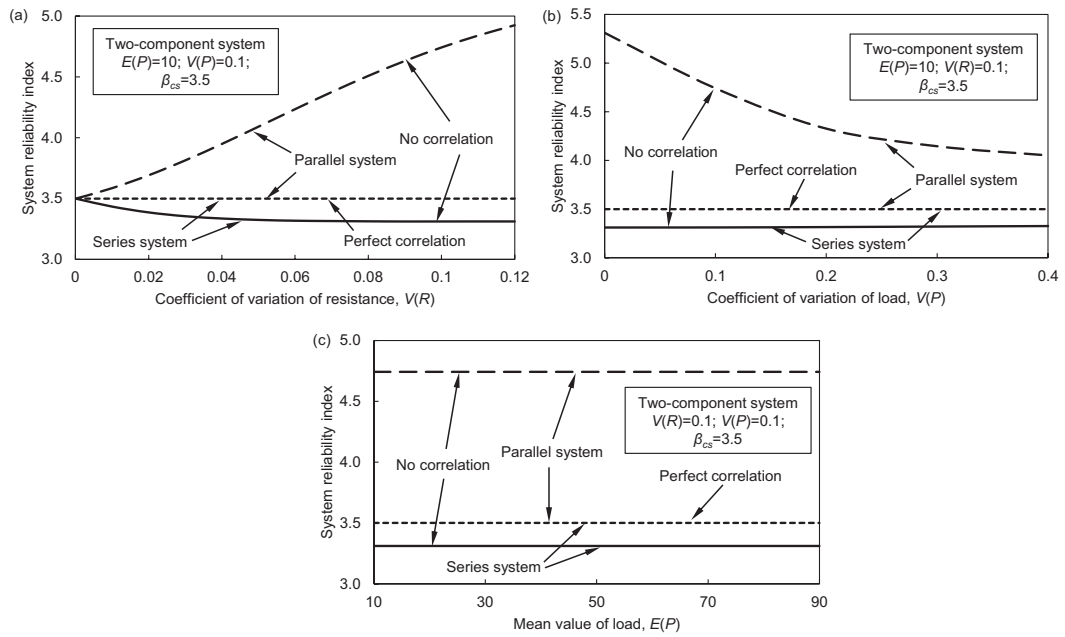 (a)
5.0
4.5
4.0
3.5
3.0
System reliability index
Two-component system
E(P)=10; V(P)=0.1;
βcs=3.5
No correlation
Parallel system
Series system
Perfect correlation
0 0.02 0.04 0.06 0.08 0.10 0.12
Coefficient of variation of resistance, V(R)
(b)
5.5
5.0
4.5
4.0
3.5
3.0
System reliability index
Two-component system
E(P)=10; V(R)=0.1;
βcs=3.5
No correlation
Perfect correlation
Parallel system
Series system
0 0.1 0.2 0.3 0.4
Coefficient of variation of load, V(P)
(c)
5.0
4.5
4.0
3.5
3.0
System reliability index
Two-component system
V(R)=0.1; V(P)=0.1;
βcs=3.5
Parallel system
No correlation
Perfect correlation
Series system
10 30 50 70 90
Mean value of load, E(P)